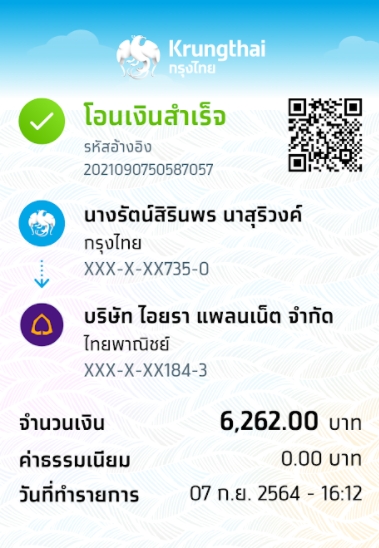 Krungthai
กรุงไทย
โอนเงินสำเร็จ
รหัสอ้างอิง
2021090750587057
นางรัตน์สิรินพร นาสุริวงค์
กรุงไทย
XXX-X-XX735-0
บริษัท ไอยรา แพลนเน็ต จำกัด
ไทยพาณิชย์
XXX-X-XX184-3
จำนวนเงิน 6,262.00 บาท
ค่าธรรมเนียม 0.00 บาท
วันที่ทำรายการ 07 ก.ย. 2564 - 16:12